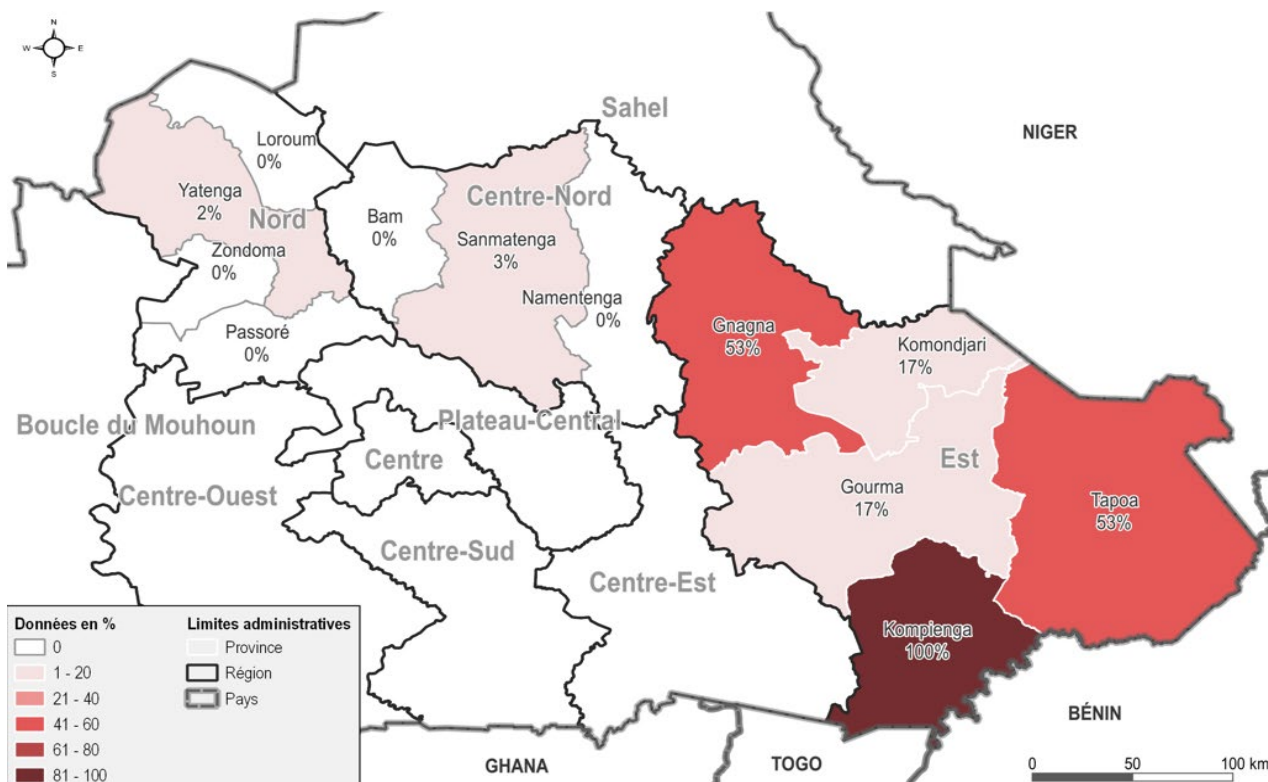 N
W E
S
Sahel
NIGER
Loroum
0%
Yatenga
2%
Nord
Bam
0%
Centre-Nord
Sanmatenga
3%
Zondoma
0%
Namentenga
0%
Passoré
0%
Gnagna
53%
Komondjari
17%
Boucle du Mouhoun
Plateau-Central
Centre
Est
Centre-Ouest
Gourma
17%
Tapoa
53%
Centre-Sud
Centre-Est
Kompienga
100%
Données en %
0
1 - 20
21 - 40
41 - 60
61 - 80
81 - 100
Limites administratives
Province
Région
Pays
BÉNIN
GHANA
TOGO
0 50 100 km